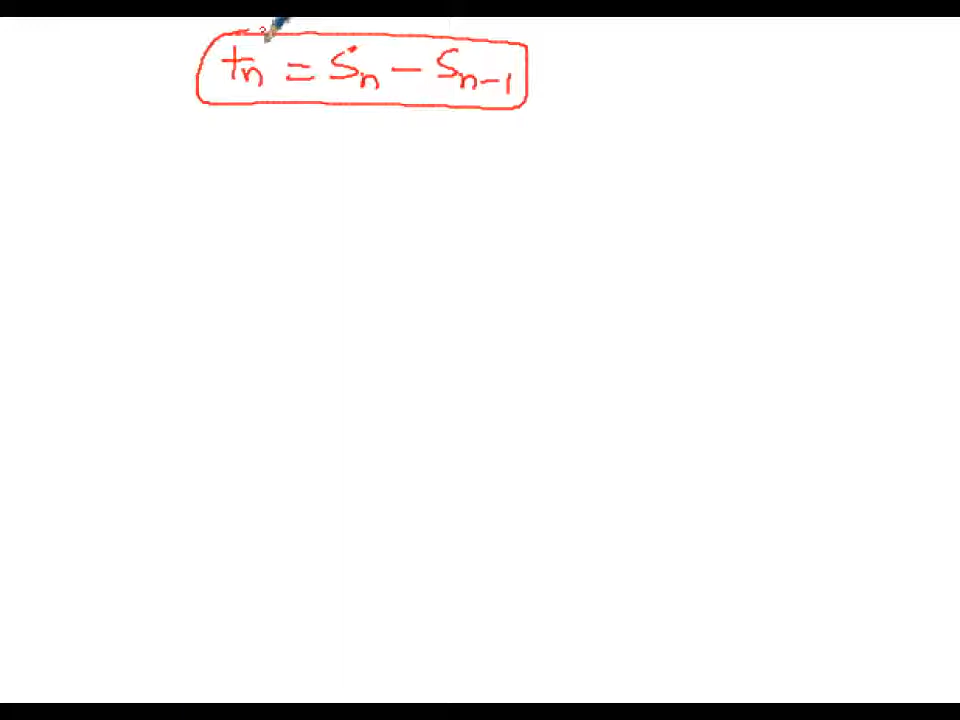 tn = Sn - Sn-1